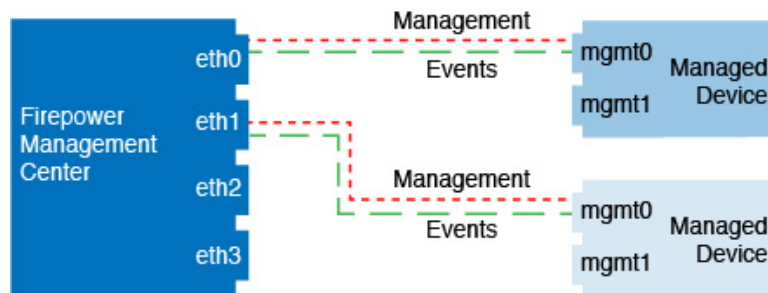 Firepower
Management
Center
eth0
eth1
eth2
eth3
Management
Events
mgmt0
mgmt1
Managed
Device
Management
Events
mgmt0
mgmt1
Managed
Device